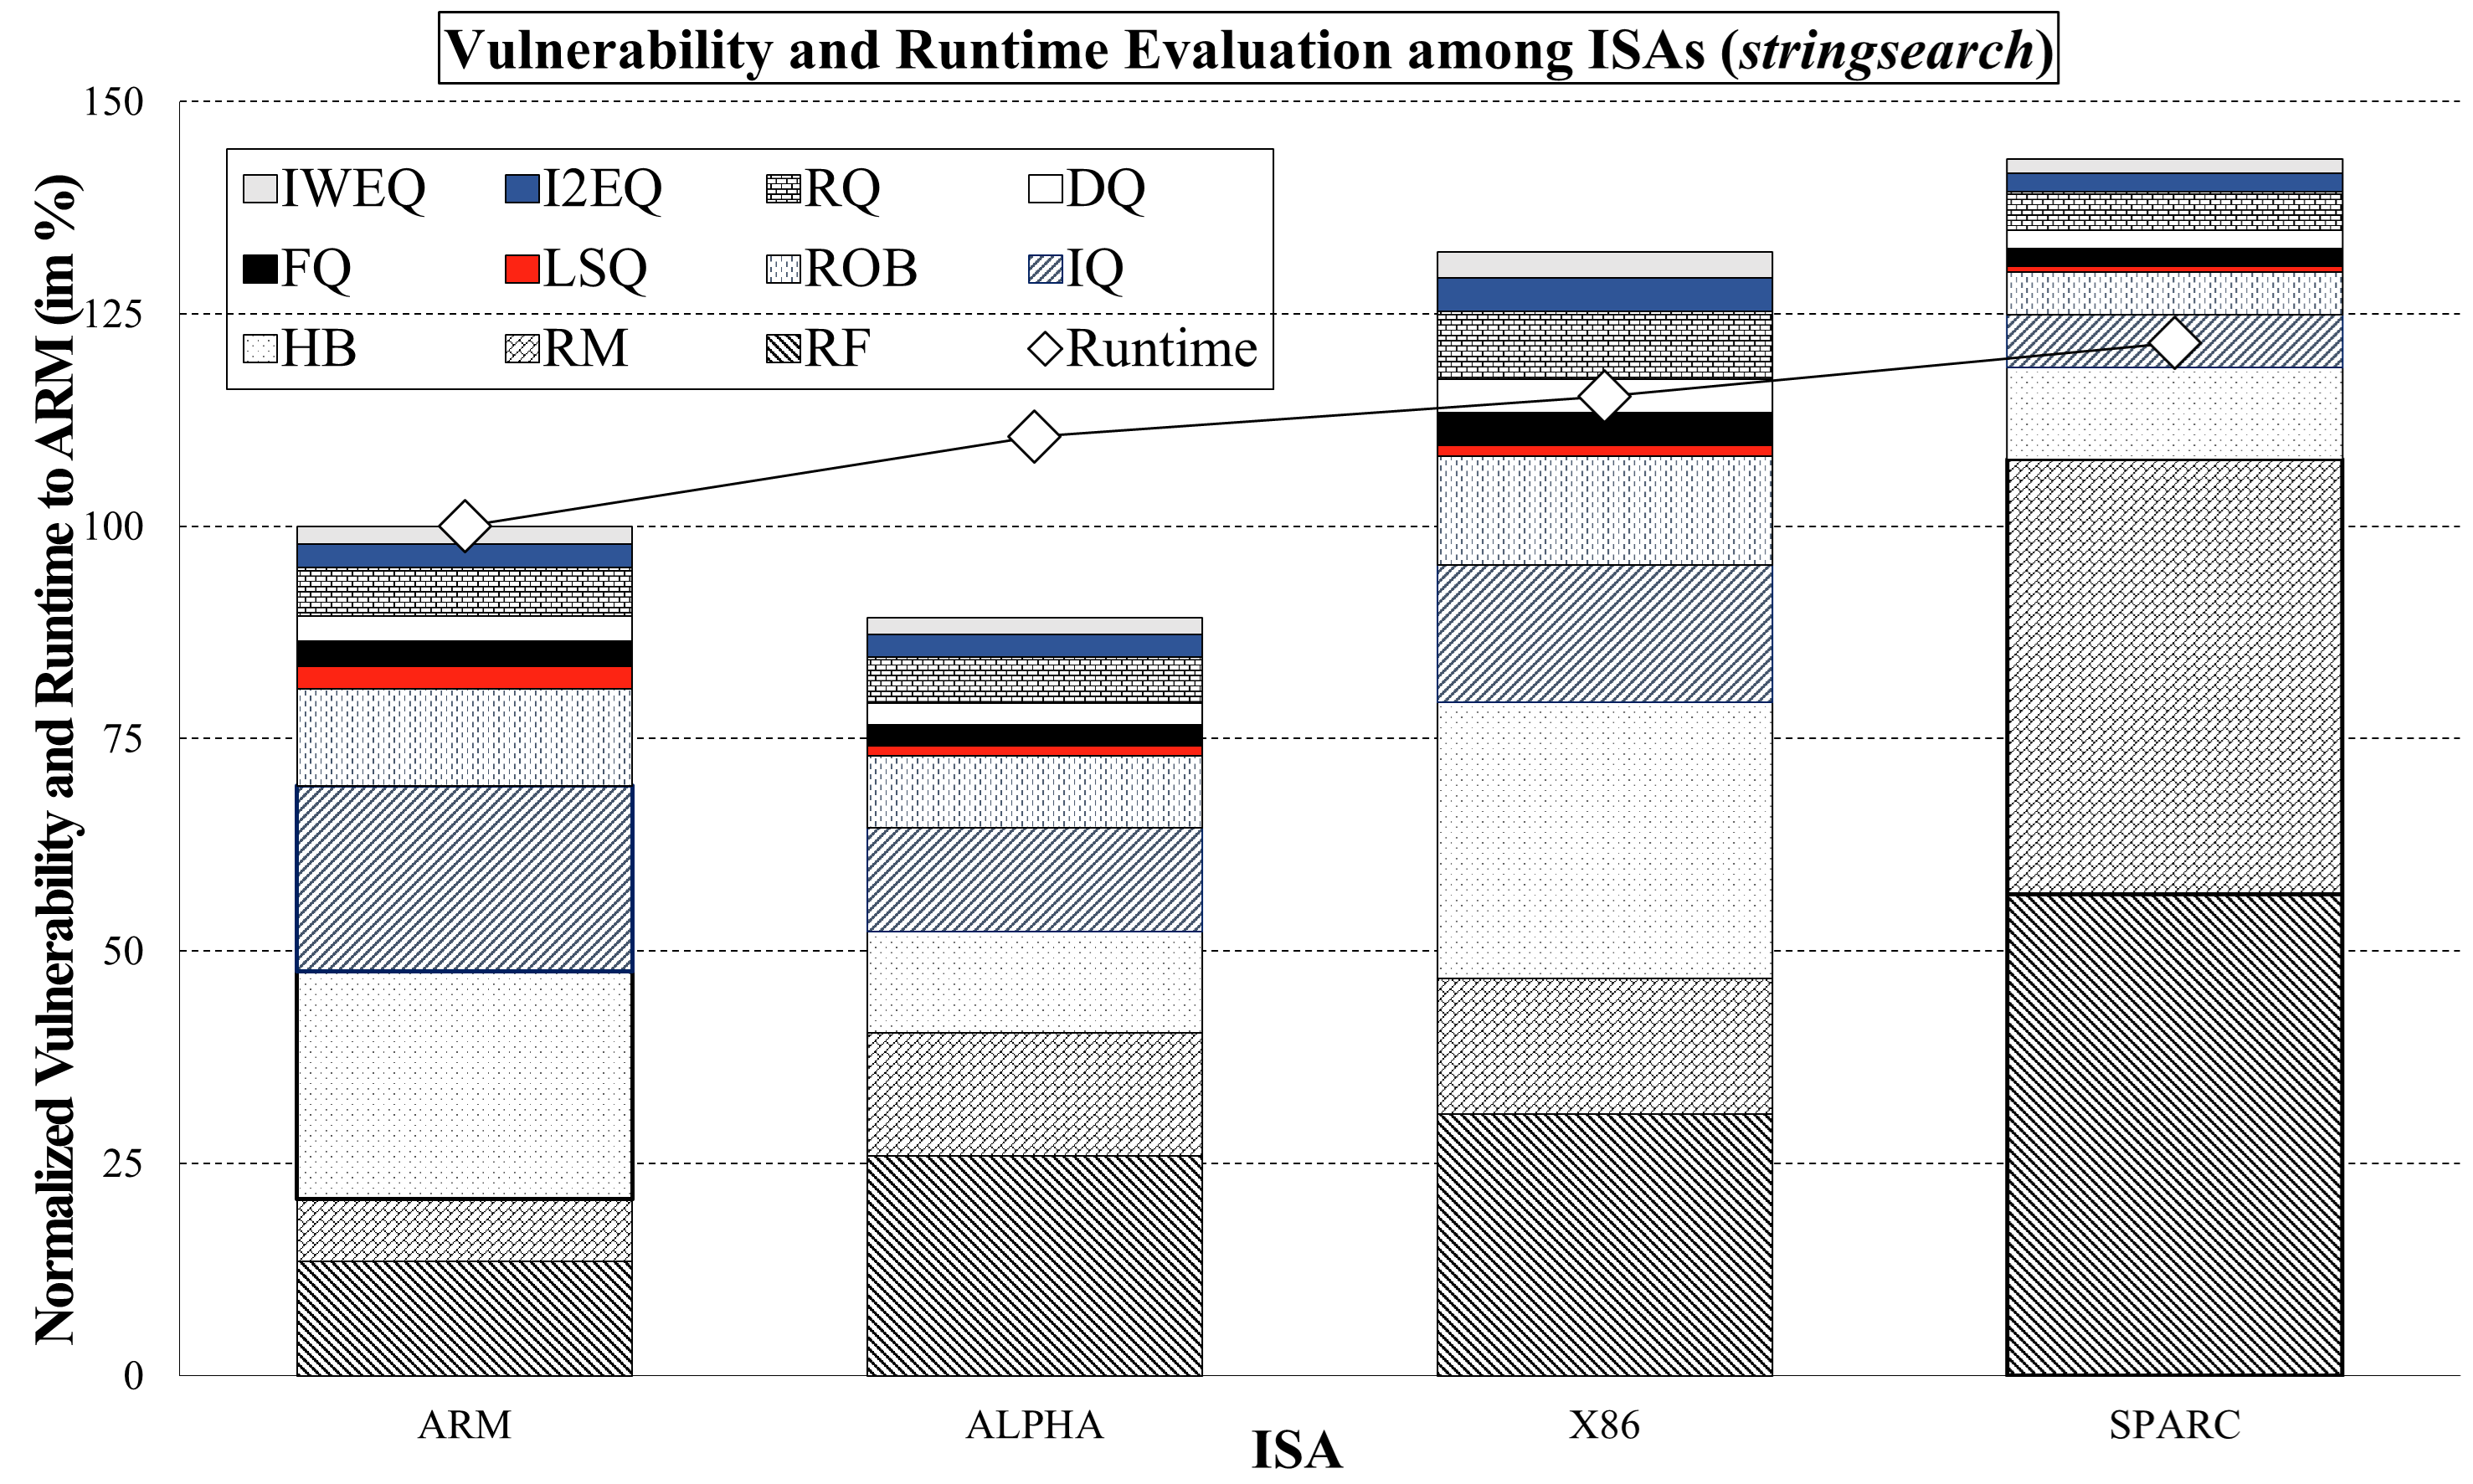 Vulnerability and Runtime Evaluation among ISAs (stringsearch)
Normalized Vulnerability and Runtime to ARM (im %)
150
125
100
75
50
25
0
IWEQ I2EQ RQ DQ
FQ LSQ ROB IQ
HB RM RF Runtime
ARM ALPHA X86 SPARC
ISA